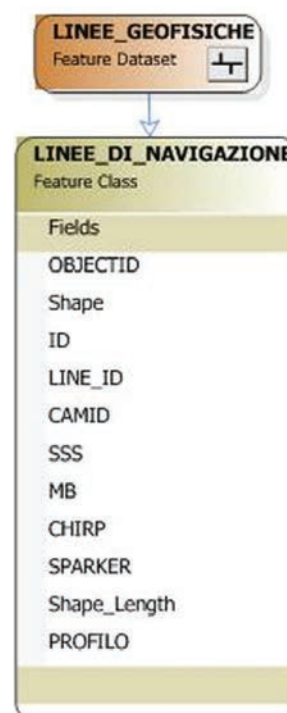 LINEE_GEOFISICHE
Feature Dataset
LINEE_DI_NAVIGAZIONE
Feature Class
Fields
OBJECTID
Shape
ID
LINE_ID
CAMID
SSS
MB
CHIRP
SPARKER
Shape_Length
PROFILO